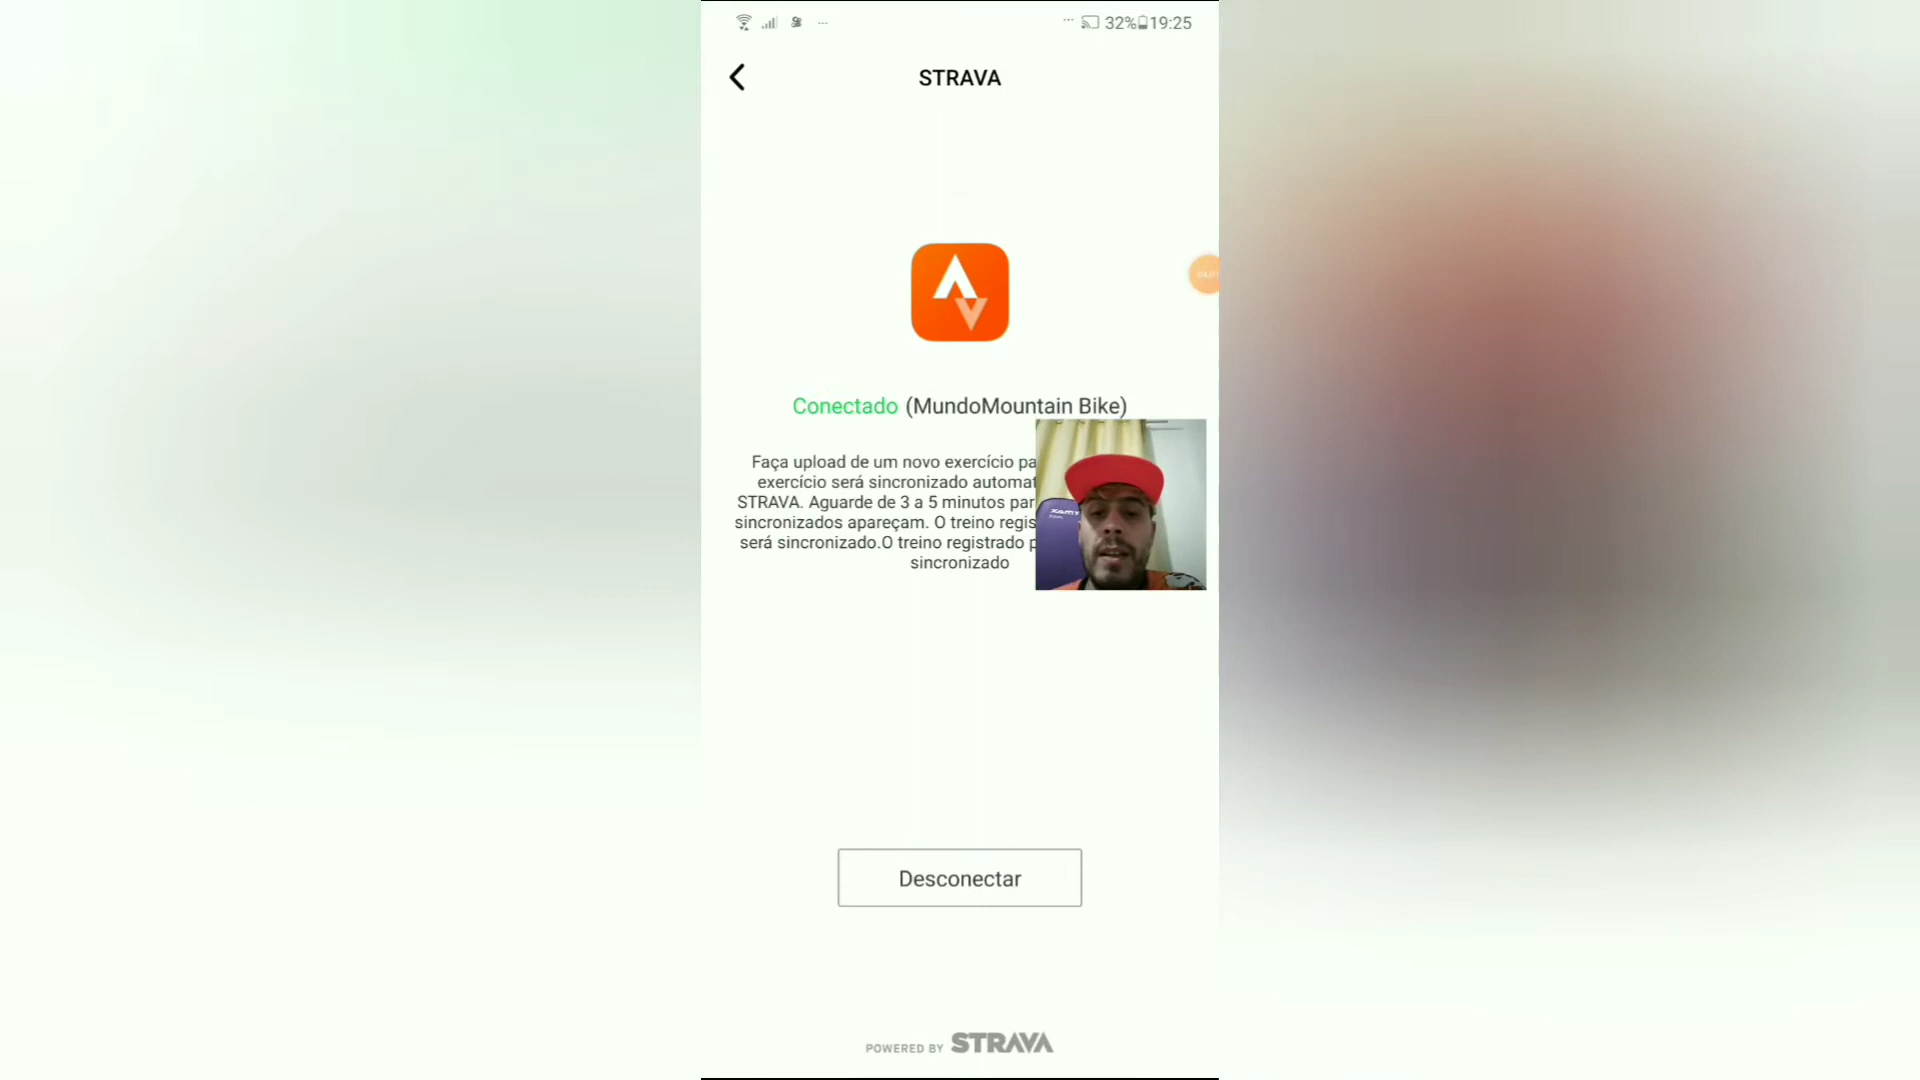 32% 19:25
STRAVA
Conectado (MundoMountain Bike)
Faça upload de um novo exercício pa
exercício será sincronizado automat
STRAVA. Aguarde de 3 a 5 minutos par
sincronizados apareçam. O treino regis
será sincronizado.O treino registrado p
sincronizado
Desconectar
POWERED BY STRAVA